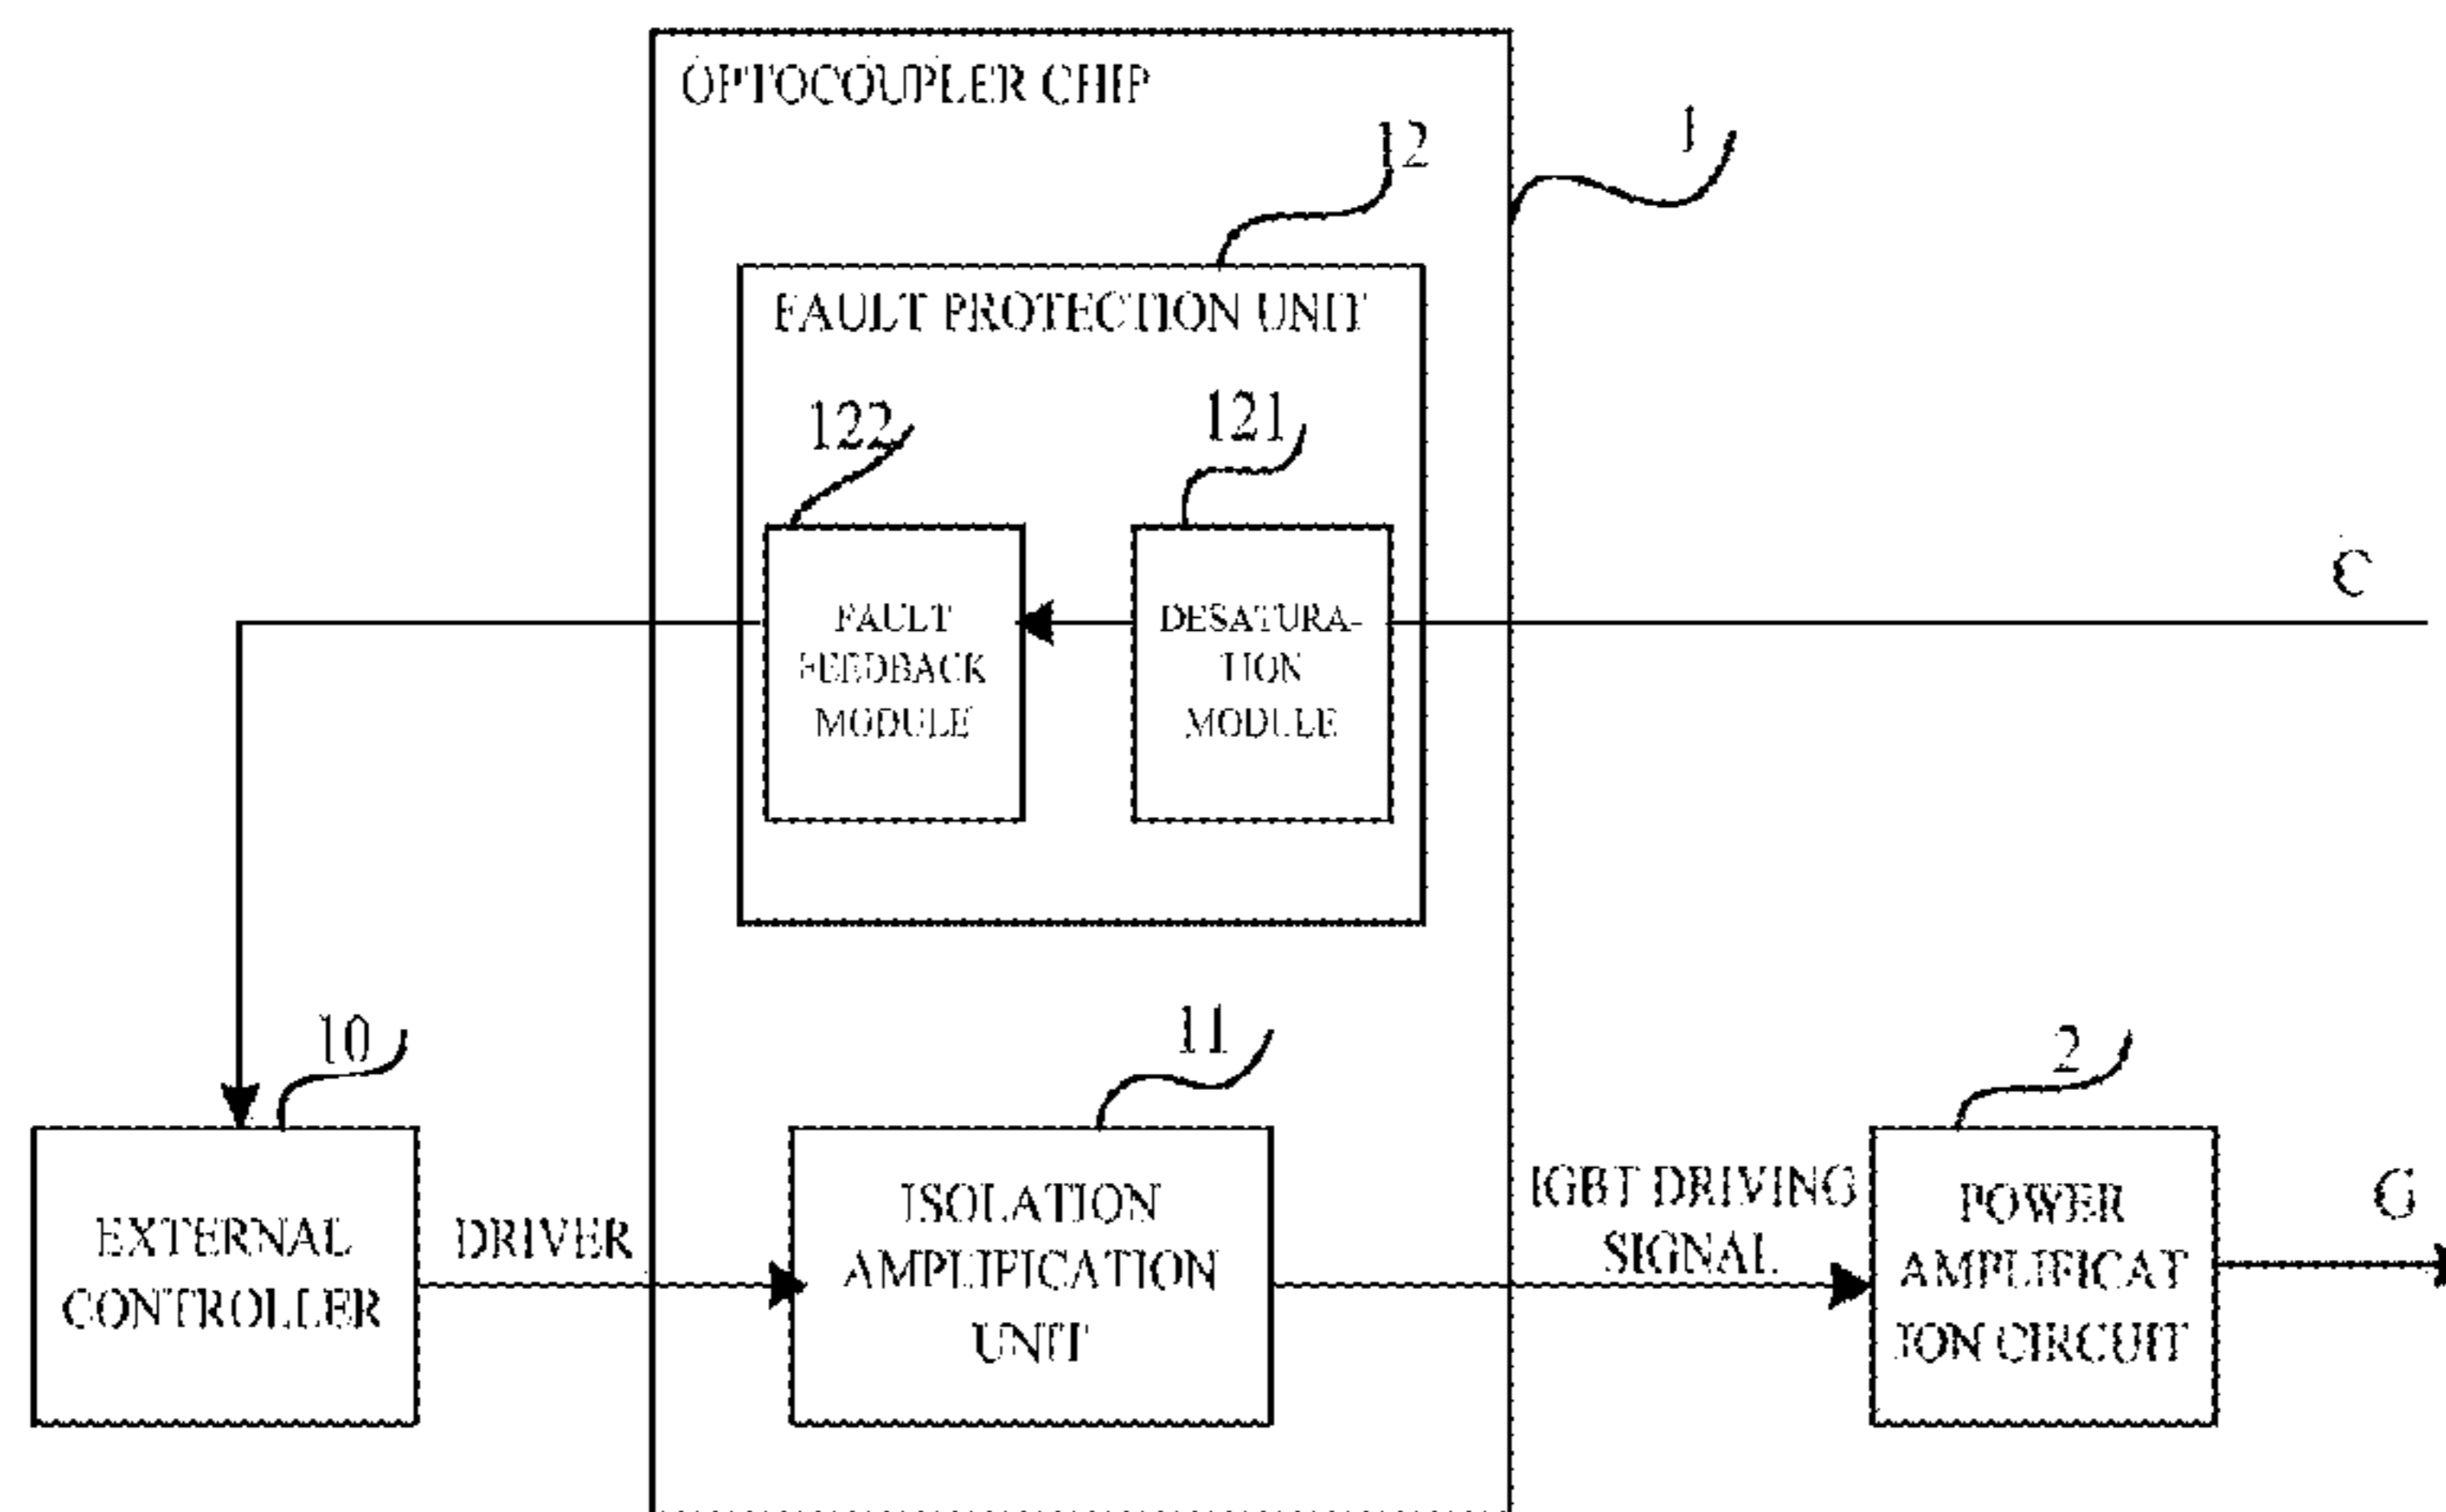 OPTOCOUPLER CHIP
12
1
FAULT PROTECTION UNIT
122
121
FAULT
FEEDBACK
MODULE
DESATURA-
TION
MODULE
C
10
11
2
EXTERNAL
CONTROLLER
DRIVER
ISOLATION
AMPLIFICATION
UNIT
IGBT DRIVING
SIGNAL
POWER
AMPLIFICAT
ION CIRCUIT
G